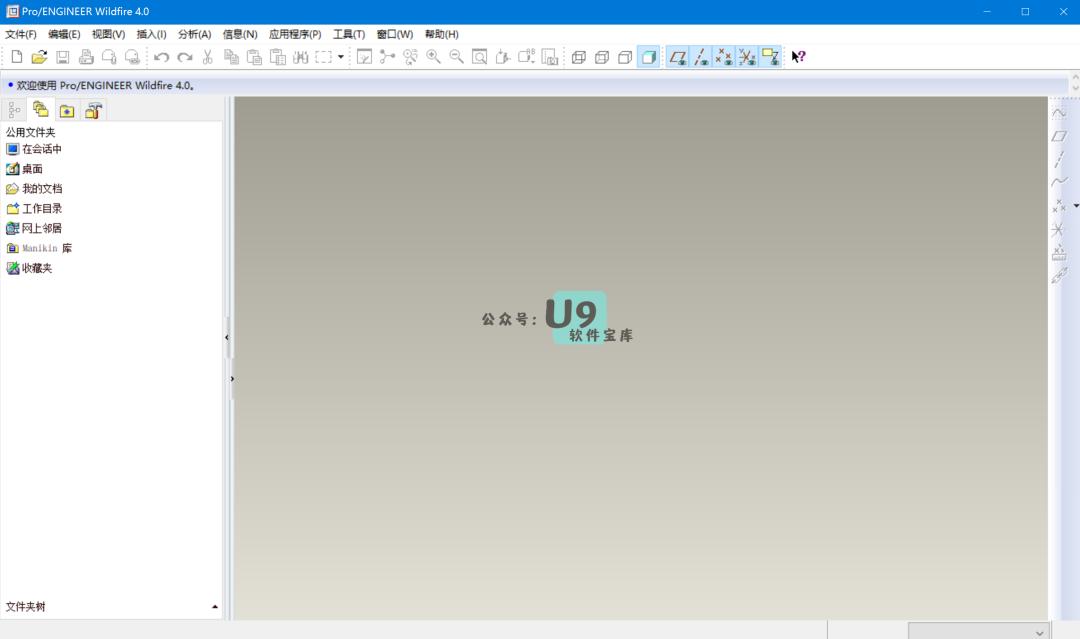 Pro/ENGINEER Wildfire 4.0
文件(F) 编辑(E) 视图(V) 插入(I) 分析(A) 信息(N) 应用程序(P) 工具(T) 窗口(W) 帮助(H)
欢迎使用 Pro/ENGINEER Wildfire 4.0。
公用文件夹
在会话中
桌面
我的文档
工作目录
网上邻居
Manikin 库
收藏夹
公众号: U9
软件宝库
文件夹树